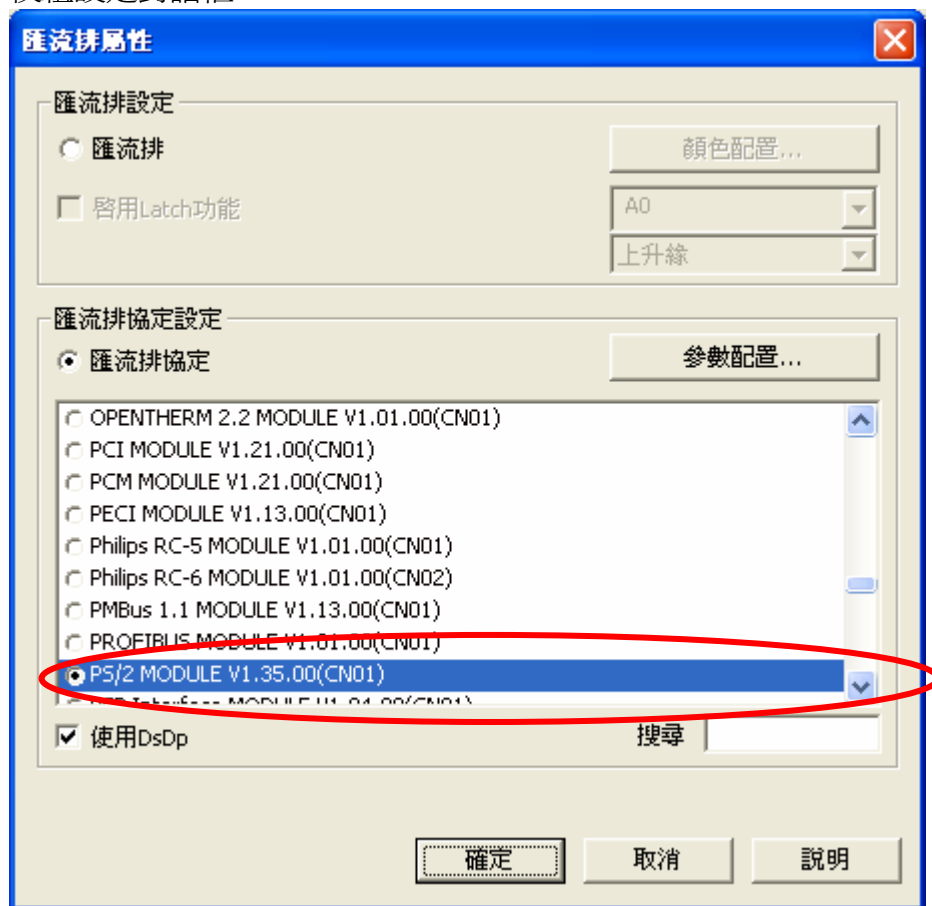 匯流排屬性
匯流排設定
匯流排
顏色配置...
啓用Latch功能
A0
上升緣
匯流排協定設定
匯流排協定
參數配置...
OPENTHERM 2.2 MODULE V1.01.00(CN01)
PCI MODULE V1.21.00(CN01)
PCM MODULE V1.21.00(CN01)
PECI MODULE V1.13.00(CN01)
Philips RC-5 MODULE V1.01.00(CN01)
Philips RC-6 MODULE V1.01.00(CN02)
PMBus 1.1 MODULE V1.13.00(CN01)
PROFIBUS MODULE V1.01.00(CN01)
PS/2 MODULE V1.35.00(CN01)
Interface MODULE
使用DsDp
搜尋
確定
取消
說明